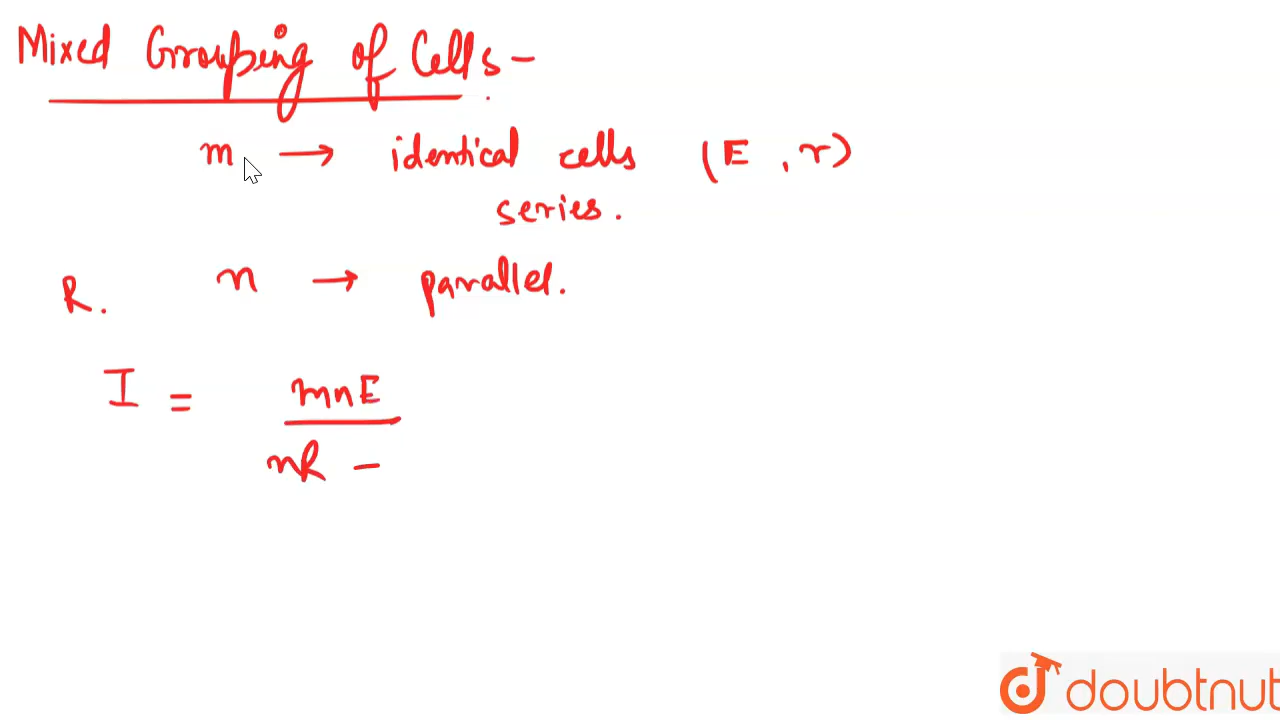 Mixed Grouping of Cells -
m → identical cells (E, r)
series.
R. n → parallel.
I = mnE
nR -
doubtnut